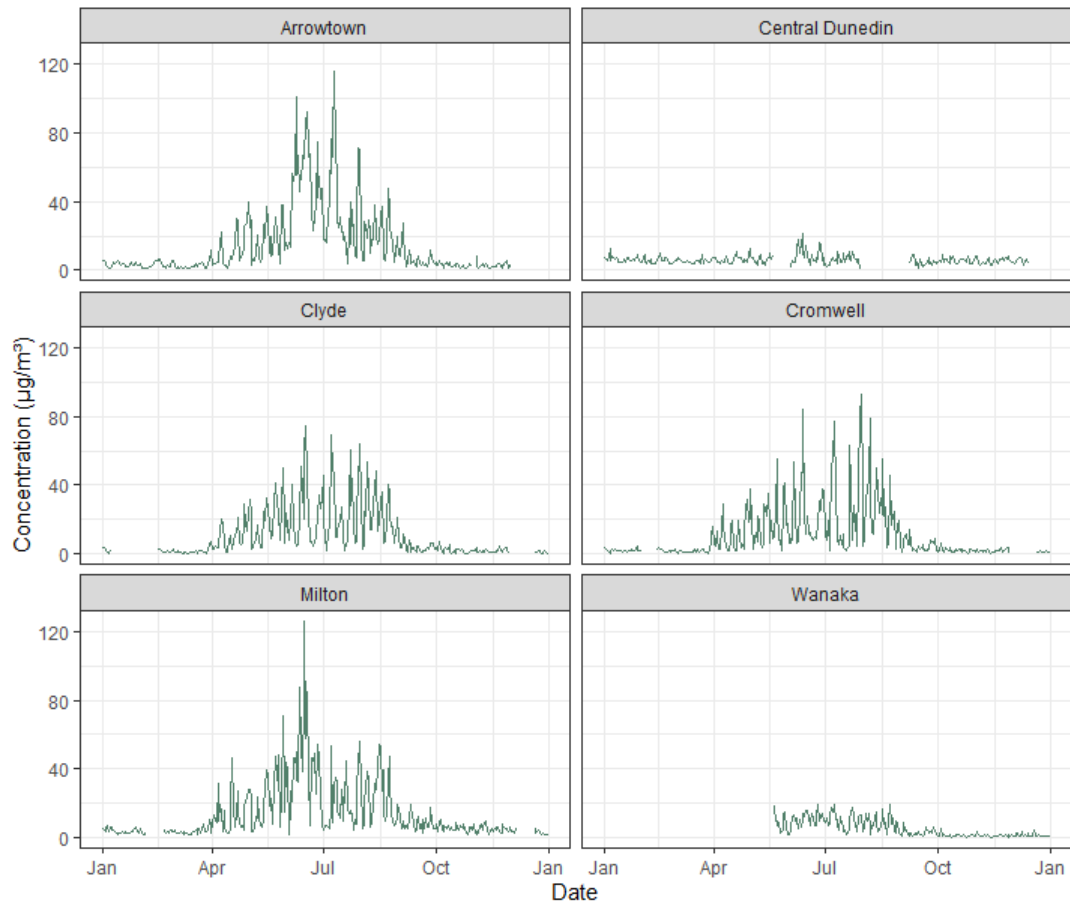 Arrowtown
Central Dunedin
120
80
40
0
Clyde
Cromwell
Concentration (µg/m³)
120
80
40
0
Milton
Wanaka
120
80
40
0
Jan Apr Jul Oct Jan
Jan Apr Jul Oct Jan
Date